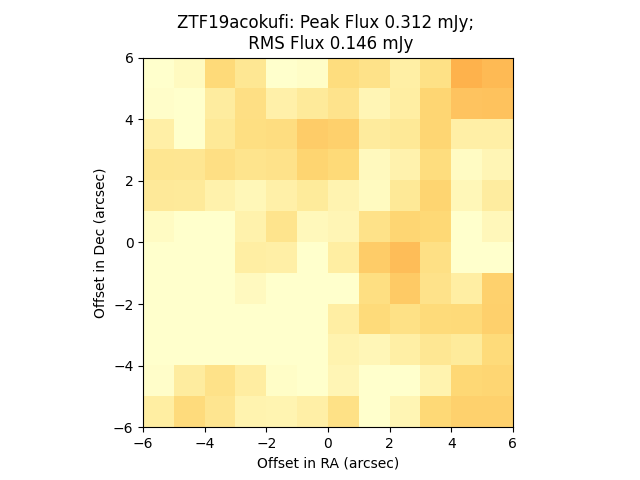 ZTF19acokufi: Peak Flux 0.312 mJy;
RMS Flux 0.146 mJy
6
4
2
0
−2
−4
−6
Offset in Dec (arcsec)
−6 −4 −2 0 2 4 6
Offset in RA (arcsec)